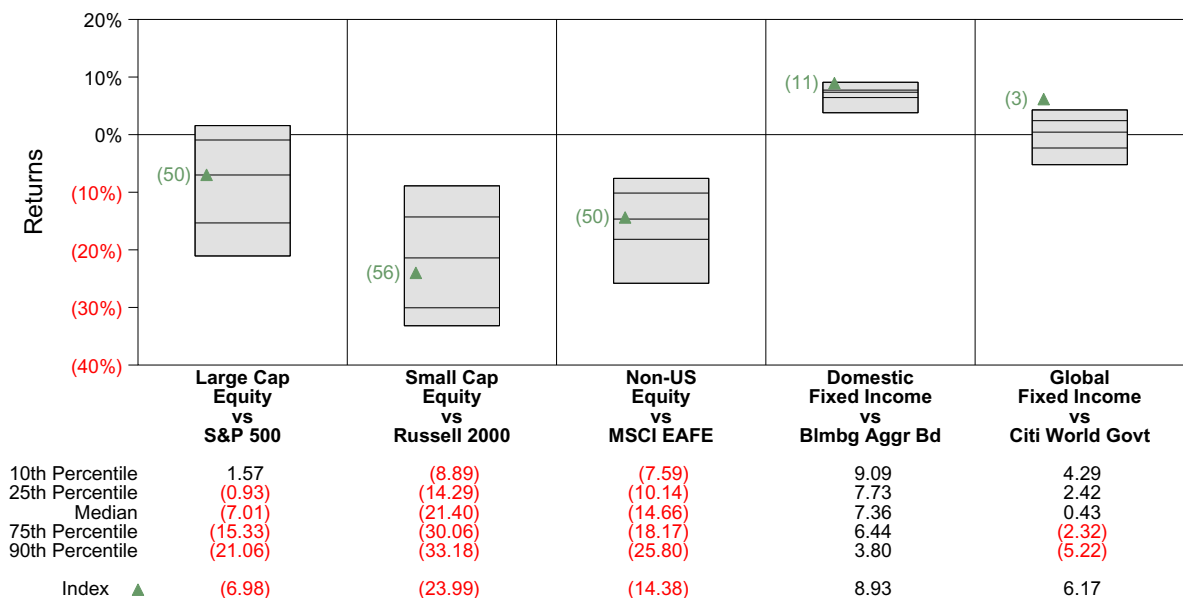 20%
10%
0%
(10%)
(20%)
(30%)
(40%)
Returns
(50)
(56)
(50)
(11)
(3)
Large Cap
Equity
vs
S&P 500
Small Cap
Equity
vs
Russell 2000
Non-US
Equity
vs
MSCI EAFE
Domestic
Fixed Income
vs
Blmbg Aggr Bd
Global
Fixed Income
vs
Citi World Govt
10th Percentile 1.57 (8.89) (7.59) 9.09 4.29
25th Percentile (0.93) (14.29) (10.14) 7.73 2.42
Median (7.01) (21.40) (14.66) 7.36 0.43
75th Percentile (15.33) (30.06) (18.17) 6.44 (2.32)
90th Percentile (21.06) (33.18) (25.80) 3.80 (5.22)
Index (6.98) (23.99) (14.38) 8.93 6.17